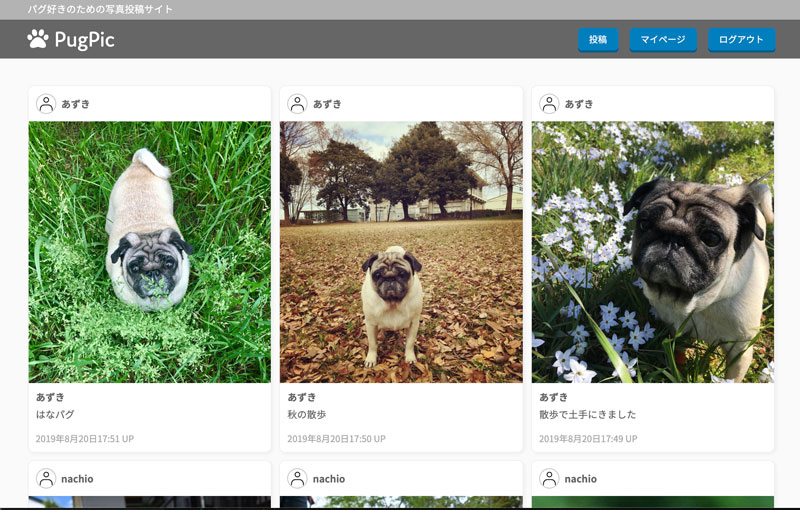 パグ好きのための写真投稿サイト
PugPic
投稿 マイページ ログアウト
あずき
あずき
はなパグ
2019年8月20日17:51 UP
あずき
あずき
秋の散歩
2019年8月20日17:50 UP
あずき
あずき
散歩で土手にきました
2019年8月20日17:49 UP
nachio
nachio
nachio